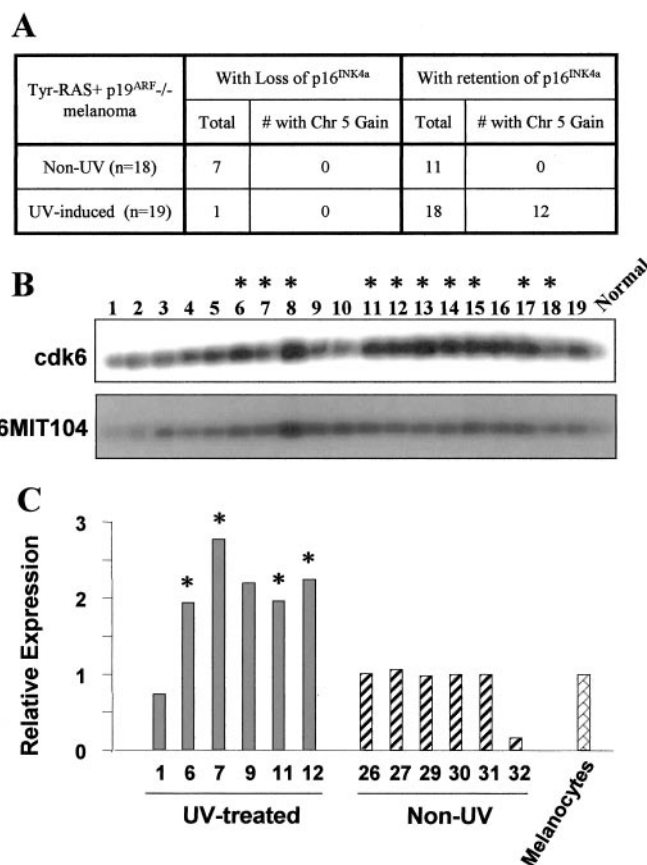 A
Tyr-RAS+ p19ARF-/- melanoma
With Loss of p16INK4a
With retention of p16INK4a
Total
# with Chr 5 Gain
Total
# with Chr 5 Gain
Non-UV (n=18)
7
0
11
0
UV-induced (n=19)
1
0
18
12
B
* * * * * * * * * *
1 2 3 4 5 6 7 8 9 10 11 12 13 14 15 16 17 18 19 Normal
cdk6
6MIT104
C
Relative Expression
3
2
1
0
* * * *
1 6 7 9 11 12
26 27 29 30 31 32
UV-treated
Non-UV
Melanocytes